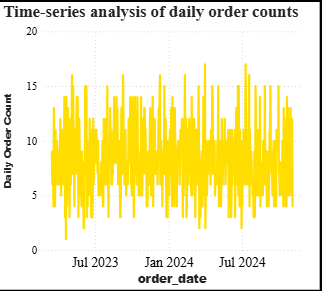 Time-series analysis of daily order counts
20
15
10
5
0
Daily Order Count
Jul 2023 Jan 2024 Jul 2024
order_date